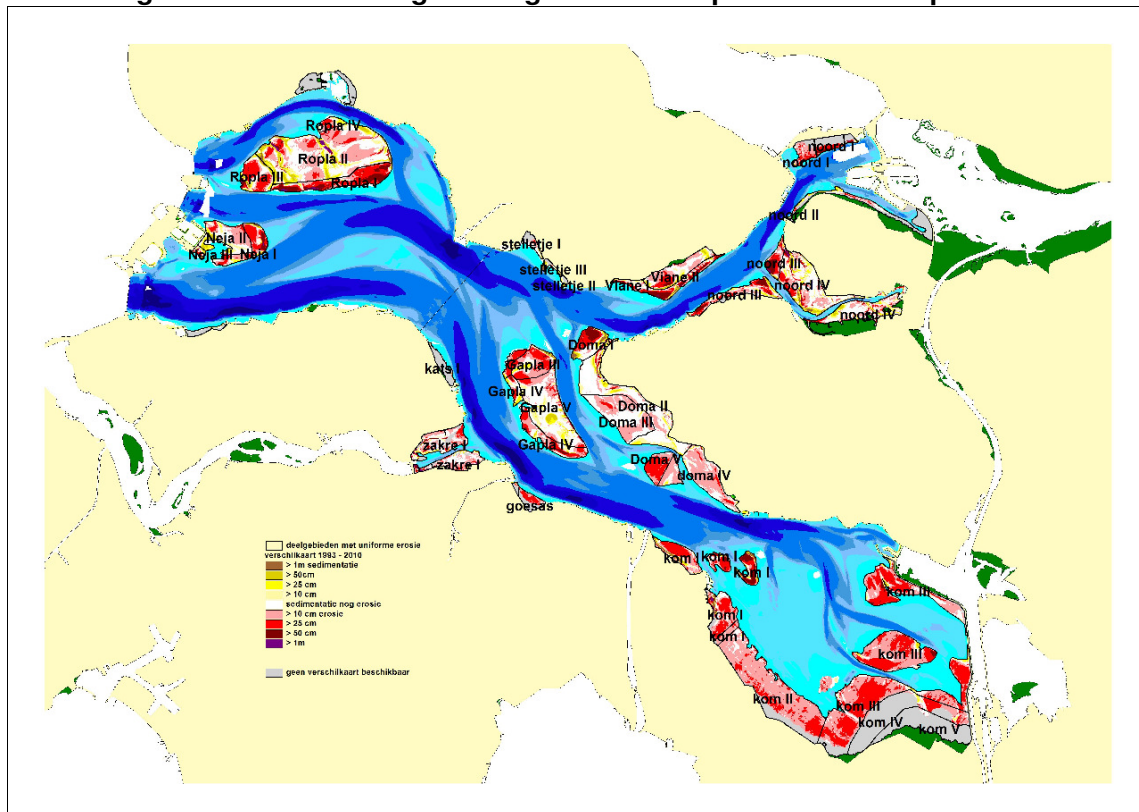 Ropla IV
Ropla II
Ropla III
Ropla I
noord I
noord I
noord II
Neja II
Neja III
Neja I
stelletje I
stelletje III
stelletje II
Viane II
Viane I
noord III
noord III
noord IV
noord IV
Doma I
kats I
Gapla III
Gapla IV
Gapla V
Gapla IV
Doma II
Doma III
zakre I
zakre I
Doma V
doma IV
goesas
kom I
kom I
kom I
kom III
kom I
kom I
kom III
kom II
kom III
kom IV
kom V
deelgebieden met uniforme erosie
verschilkaart 1993 - 2010
> 1m sedimentatie
> 50cm
> 25 cm
> 10 cm
sedimentatie nog erosie
> 10 cm erosie
> 25 cm
> 50 cm
> 1m
geen verschilkaart beschikbaar